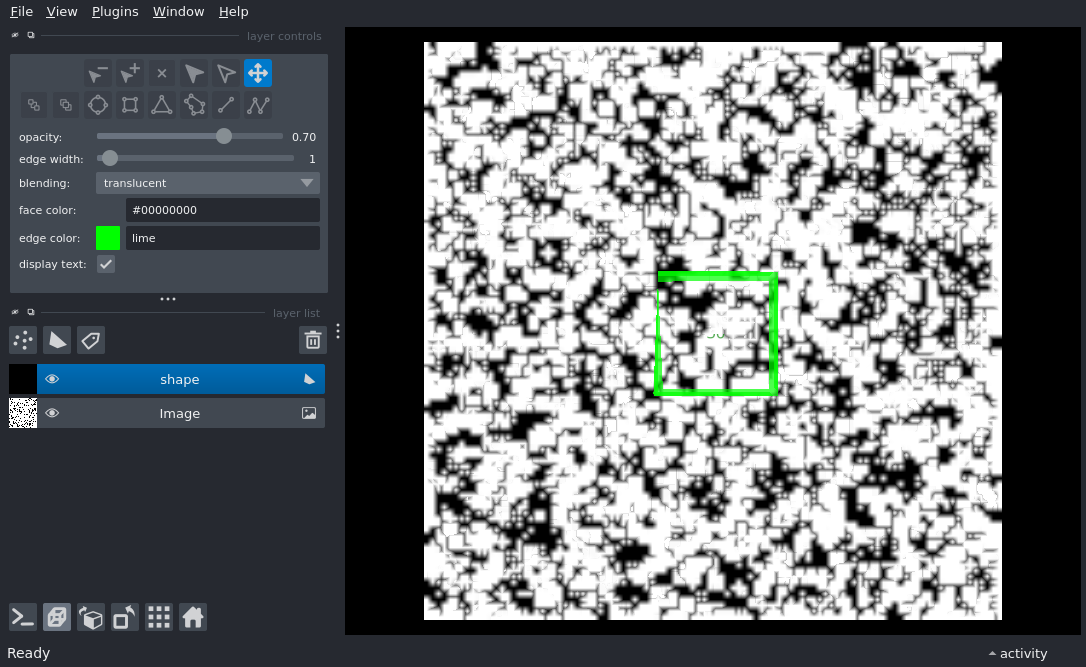 File View Plugins Window Help
layer controls
opacity: 0.70
edge width: 1
blending: translucent
face color: #00000000
edge color: lime
display text:
layer list
shape
Image
Ready
activity